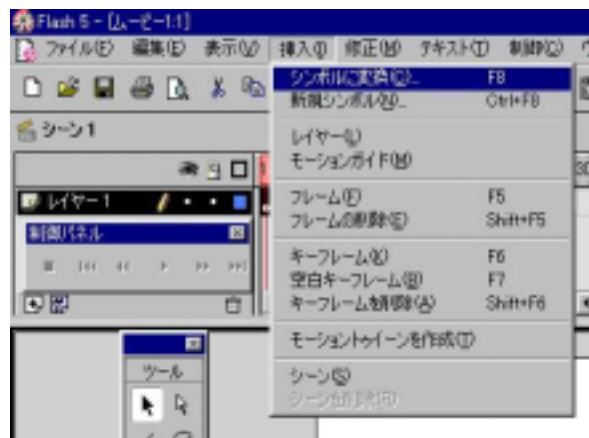 Flash 5 - [ムービー1:1]
ファイル(F) 編集(E) 表示(V) 挿入(I) 修正(M) テキスト(T) 制御(C)
シンボルに変換(C)... F8
新規シンボル(N)... Ctrl+F8
シーン 1
レイヤー(L)
モーションガイド(M)
レイヤー 1
フレーム(F) F5
フレームの削除(E) Shift+F5
制御パネル
キーフレーム(K) F6
空白キーフレーム(B) F7
キーフレームを削除(A) Shift+F6
モーショントゥイーンを作成(T)
ツール
シーン(S)
シーンを削除(R)